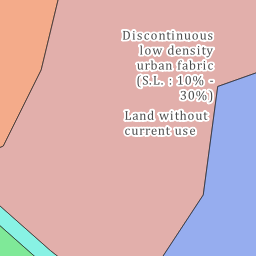 Discontinuous
low density
urban fabric
(S.L. : 10% -
30%)
Land without
current use